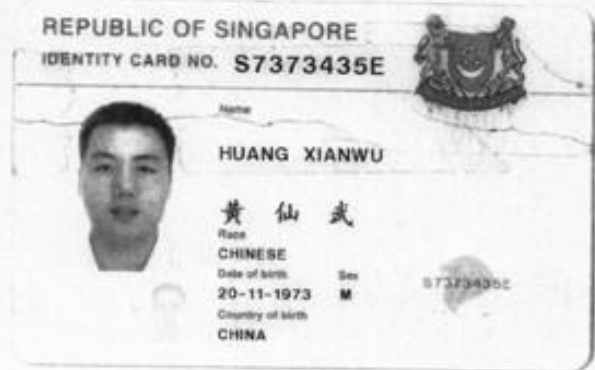 REPUBLIC OF SINGAPORE
IDENTITY CARD NO. S7373435E
Name
HUANG XIANWU
黄仙武
Race
CHINESE
Date of birth Sex
20-11-1973 M
S7373435E
Country of birth
CHINA